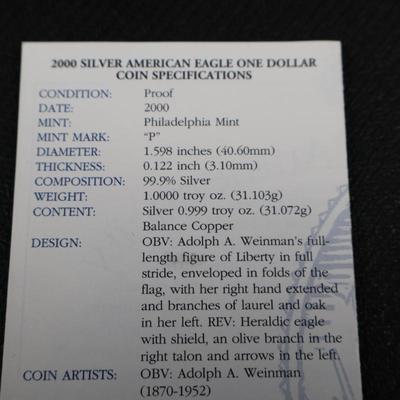 2000 SILVER AMERICAN EAGLE ONE DOLLAR
COIN SPECIFICATIONS
CONDITION: Proof
DATE: 2000
MINT: Philadelphia Mint
MINT MARK: "P"
DIAMETER: 1.598 inches (40.60mm)
THICKNESS: 0.122 inch (3.10mm)
COMPOSITION: 99.9% Silver
WEIGHT: 1.0000 troy oz. (31.103g)
CONTENT: Silver 0.999 troy oz. (31.072g)
Balance Copper
DESIGN: OBV: Adolph A. Weinman's full-
length figure of Liberty in full
stride, enveloped in folds of the
flag, with her right hand extended
and branches of laurel and oak
in her left. REV: Heraldic eagle
with shield, an olive branch in the
right talon and arrows in the left.
COIN ARTISTS: OBV: Adolph A. Weinman
(1870-1952)